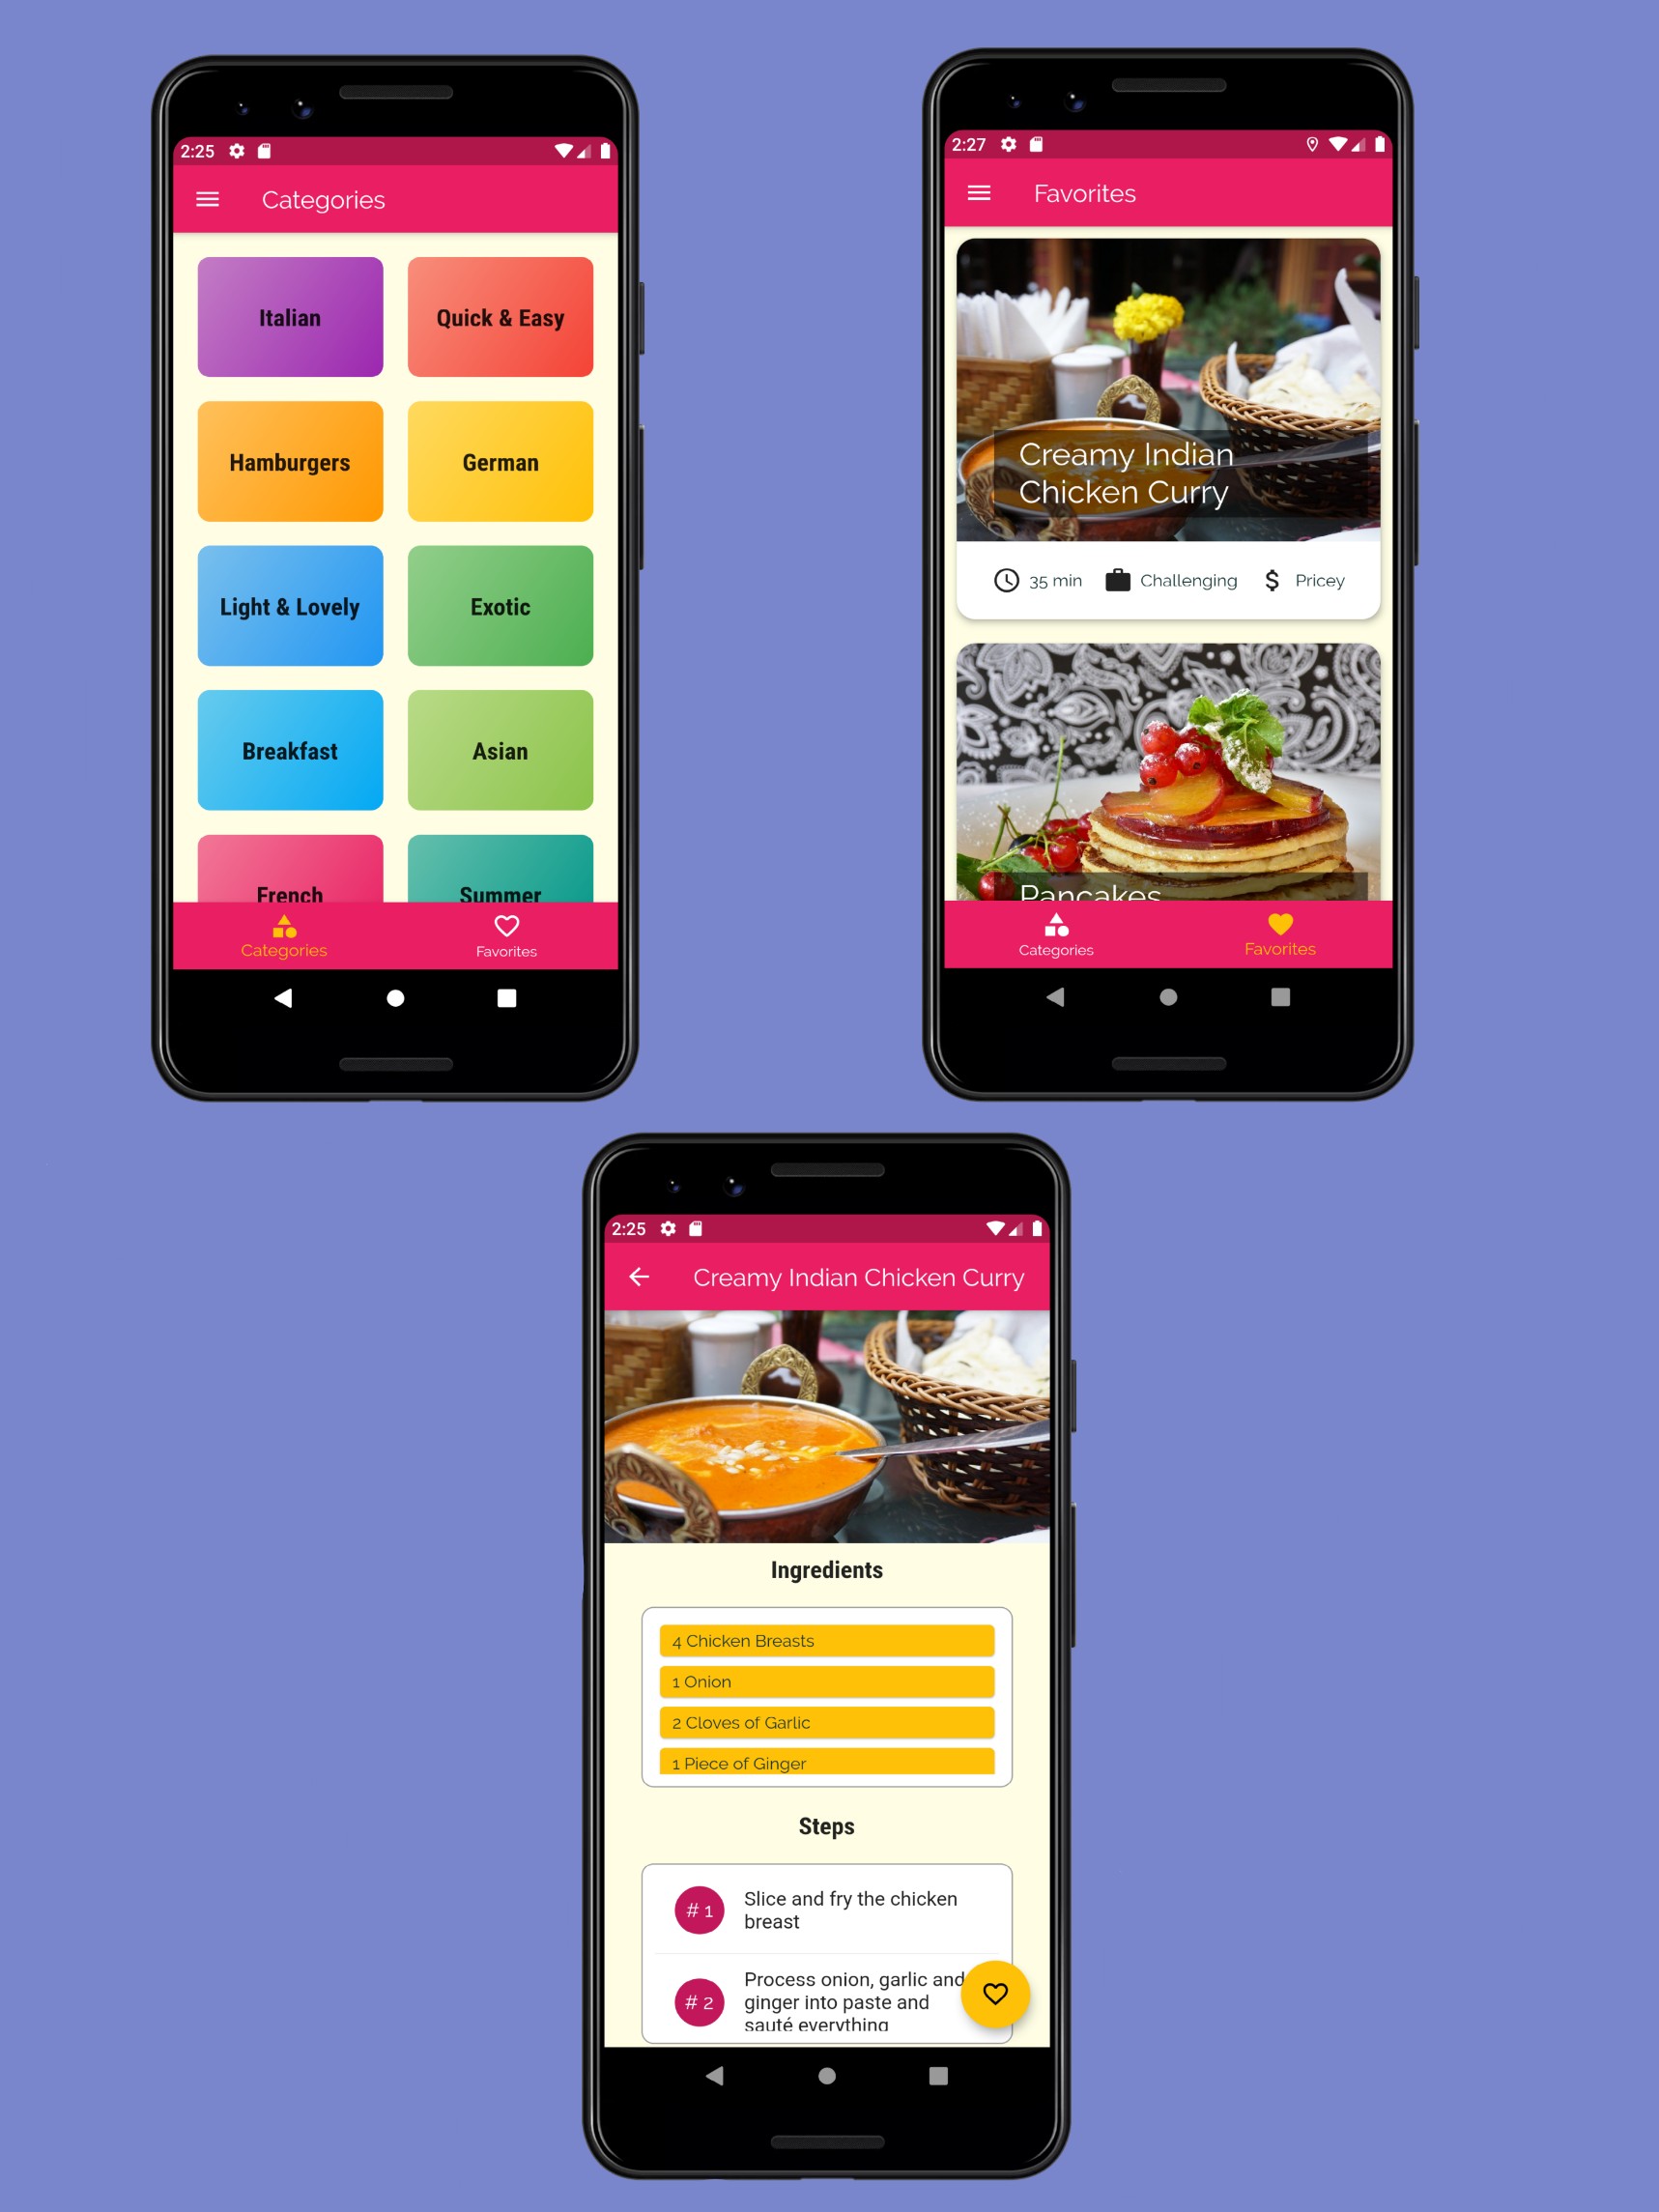 2:25
Categories
Italian
Quick & Easy
Hamburgers
German
Light & Lovely
Exotic
Breakfast
Asian
French
Summer
Categories
Favorites
2:27
Favorites
Creamy Indian
Chicken Curry
35 min
Challenging
$
Pricey
Pancakes
Categories
Favorites
2:25
Creamy Indian Chicken Curry
Ingredients
4 Chicken Breasts
1 Onion
2 Cloves of Garlic
1 Piece of Ginger
Steps
# 1
Slice and fry the chicken
breast
# 2
Process onion, garlic and
ginger into paste and
sauté everything